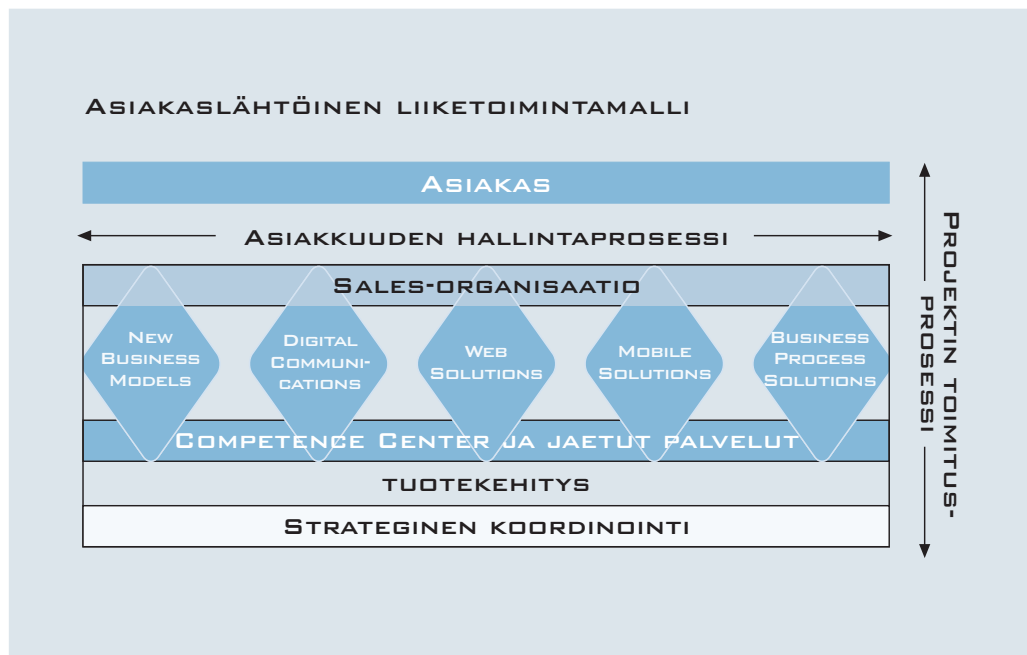 Asiakaslähtöinen liiketoimintamalli
Asiakas
Asiakkuuden hallintaprosessi
Sales-organisaatio
New
Business
Models
Digital
Communi-
cations
Web
Solutions
Mobile
Solutions
Business
Process
Solutions
Competence Center ja jaetut palvelut
tuotekehitys
Strateginen koordinointi
Projektin toimitus-
prosessi